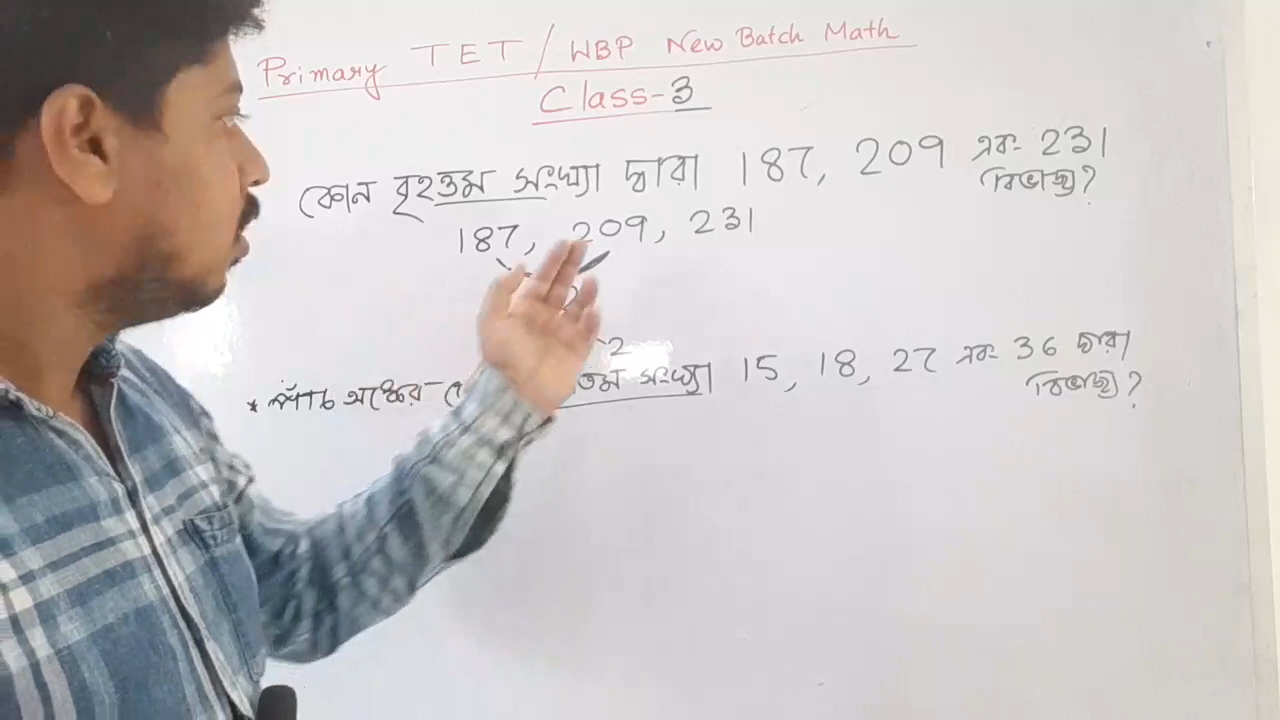 Primary TET / WBP New Batch Math
Class-3
কোন বৃহত্তম সংখ্যা দ্বারা 187, 209 এবং 231
বিভাজ্য?
187, 209, 231
2
* পাঁচ অঙ্কের সংখ্যা 15, 18, 27 এবং 36 দ্বারা
বিভাজ্য?